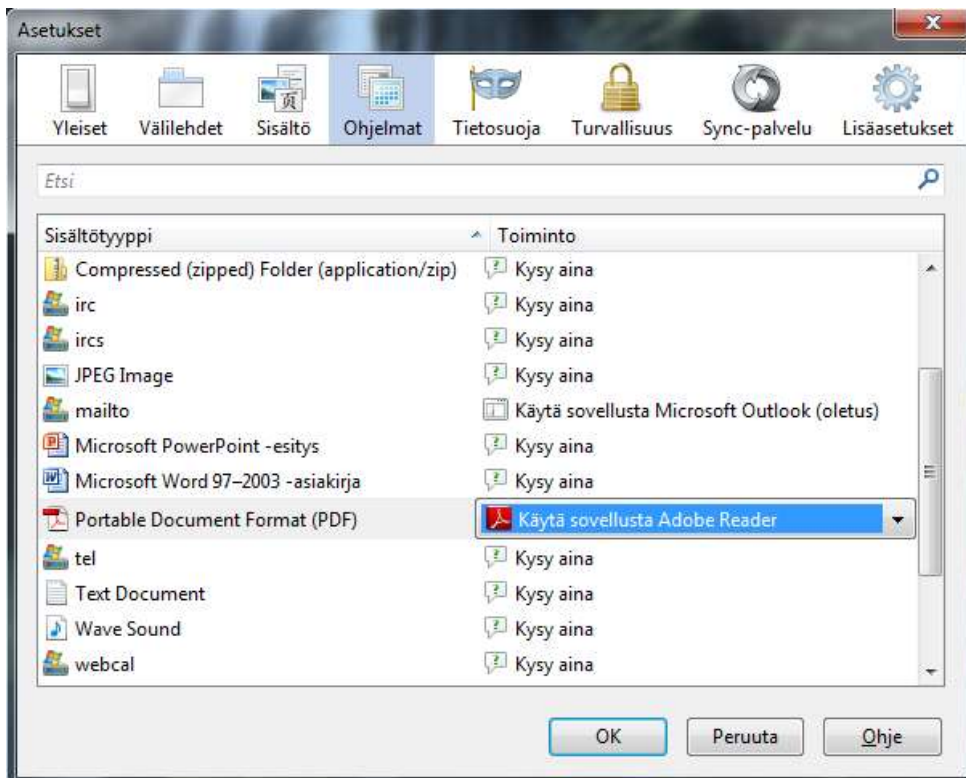 Asetukset
Yleiset Välilehdet Sisältö Ohjelmat Tietosuoja Turvallisuus Sync-palvelu Lisäasetukset
Etsi
Sisältötyyppi Toiminto
Compressed (zipped) Folder (application/zip) Kysy aina
irc Kysy aina
ircs Kysy aina
JPEG Image Kysy aina
mailto Käytä sovellusta Microsoft Outlook (oletus)
Microsoft PowerPoint -esitys Kysy aina
Microsoft Word 97–2003 -asiakirja Kysy aina
Portable Document Format (PDF) Käytä sovellusta Adobe Reader
tel Kysy aina
Text Document Kysy aina
Wave Sound Kysy aina
webcal Kysy aina
OK Peruuta Ohje